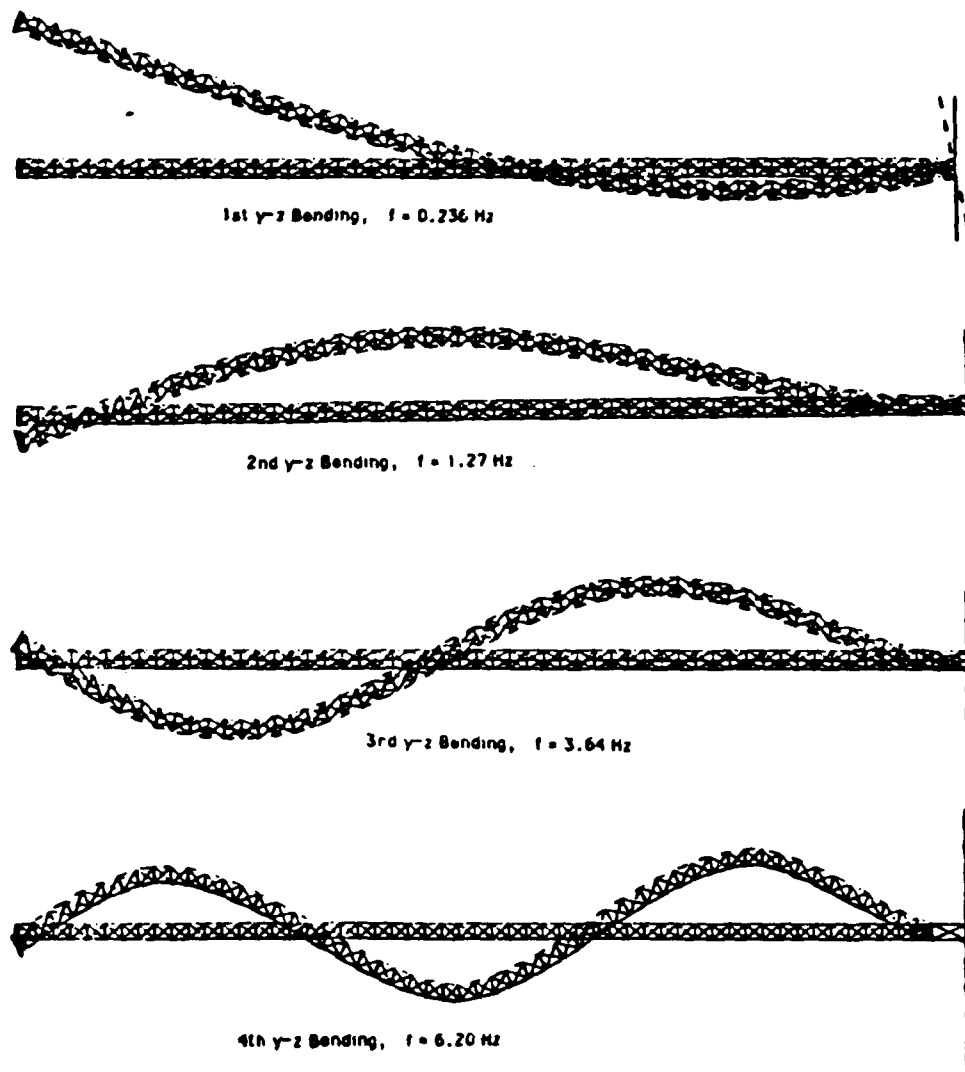 1st y-z Bending, f = 0.236 Hz
2nd y-z Bending, f = 1.27 Hz
3rd y-z Bending, f = 3.64 Hz
4th y-z Bending, f = 6.20 Hz